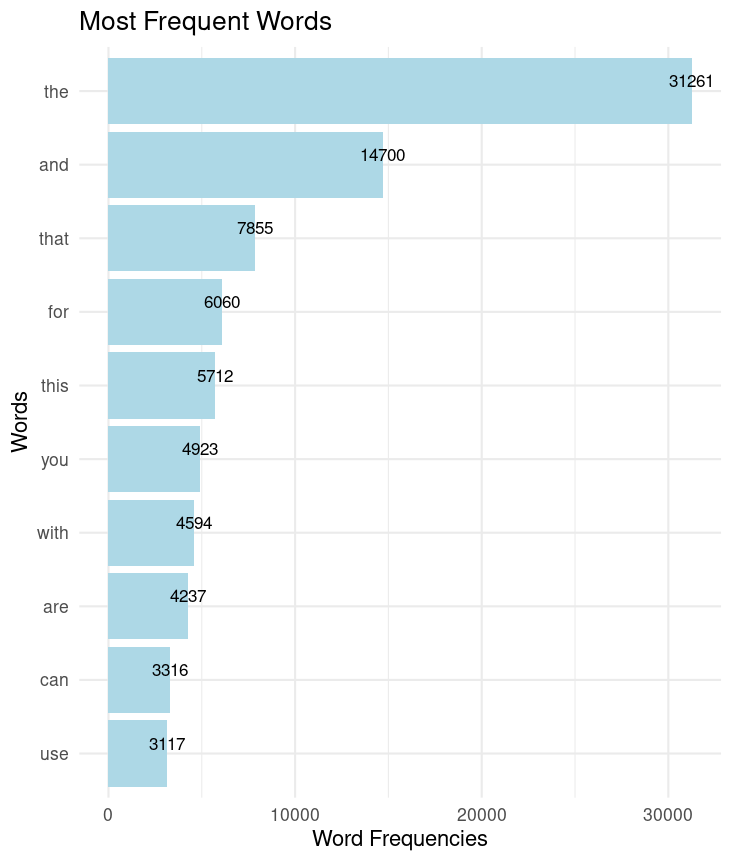 Most Frequent Words
the 31261
and 14700
that 7855
for 6060
this 5712
you 4923
with 4594
are 4237
can 3316
use 3117
Words
0 10000 20000 30000
Word Frequencies